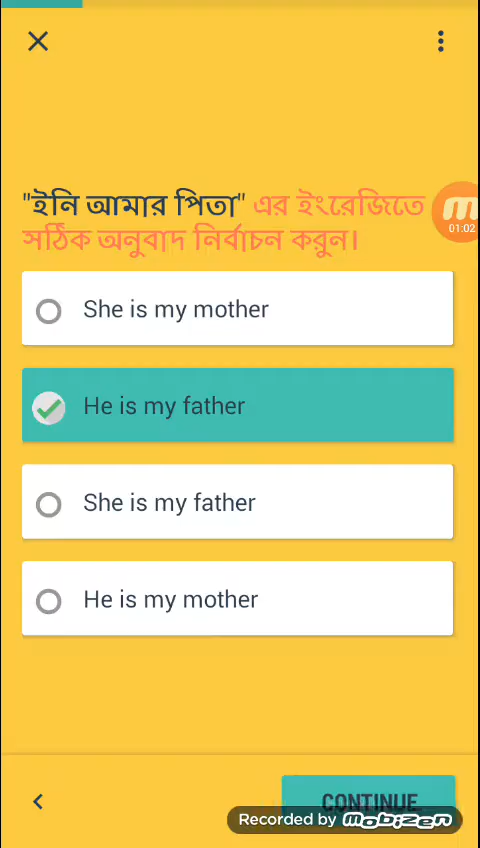 "ইনি আমার পিতা" এর ইংরেজিতে
সঠিক অনুবাদ নির্বাচন করুন।
01:02
She is my mother
He is my father
She is my father
He is my mother
CONTINUE
Recorded by mobizen